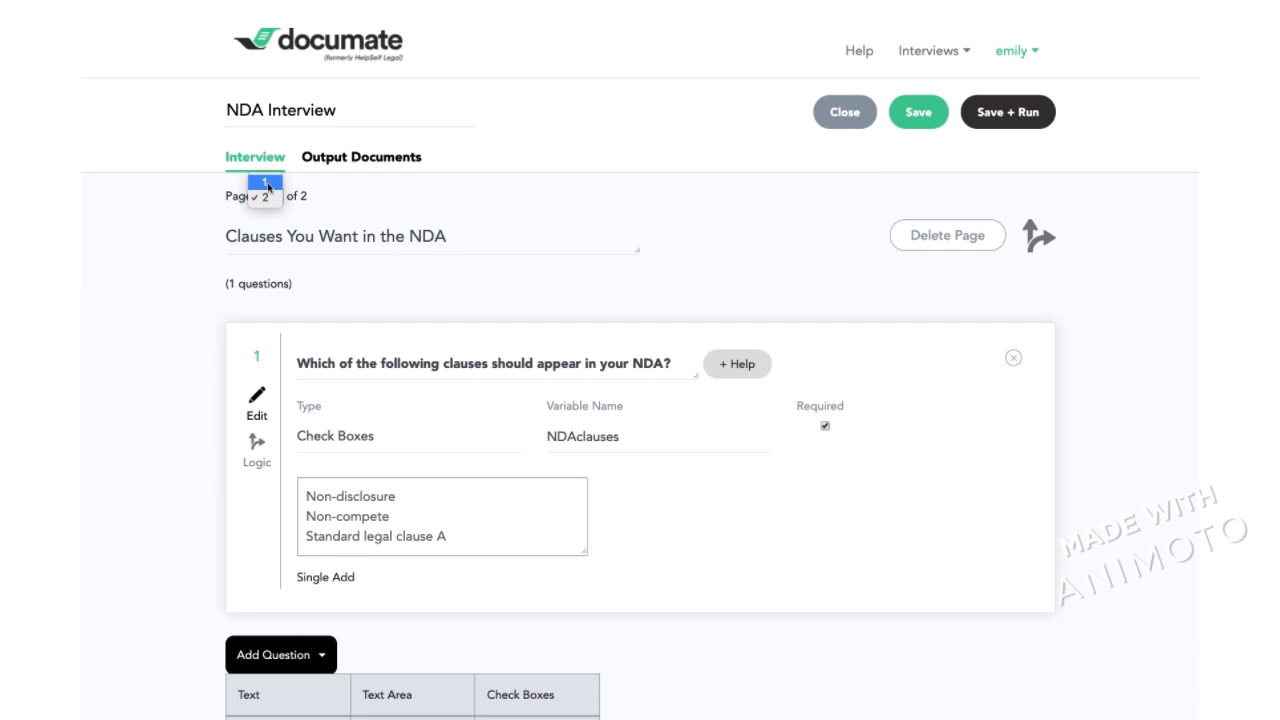 documate
(formerly HelpSelf Legal)
Help Interviews emily
NDA Interview
Close Save Save + Run
Interview Output Documents
1
Page 2 of 2
Clauses You Want in the NDA
Delete Page
(1 questions)
1
Which of the following clauses should appear in your NDA?
+ Help
Edit
Type Variable Name Required
Check Boxes NDAclauses
Logic
Non-disclosure
Non-compete
Standard legal clause A
Single Add
MADE WITH
ANIMOTO
Add Question
Text Text Area Check Boxes